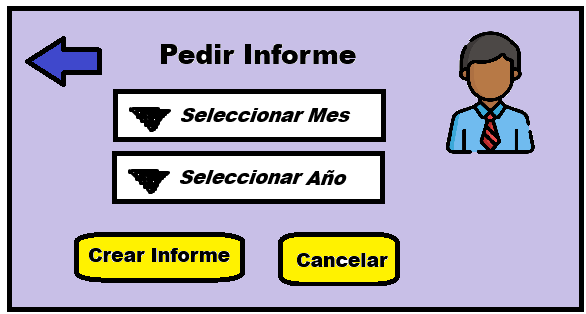 Pedir Informe
Seleccionar Mes
Seleccionar Año
Crear Informe
Cancelar